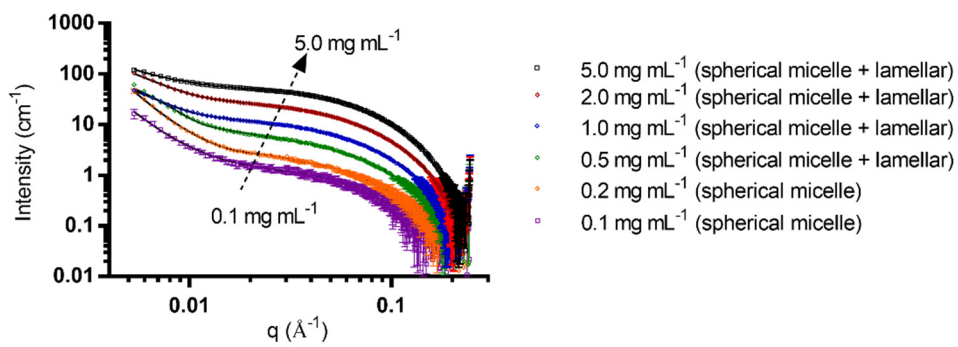 1000
100
10
1
0.1
0.01
Intensity (cm⁻¹)
5.0 mg mL⁻¹
0.1 mg mL⁻¹
0.01
0.1
q (Å⁻¹)
5.0 mg mL⁻¹ (spherical micelle + lamellar)
2.0 mg mL⁻¹ (spherical micelle + lamellar)
1.0 mg mL⁻¹ (spherical micelle + lamellar)
0.5 mg mL⁻¹ (spherical micelle + lamellar)
0.2 mg mL⁻¹ (spherical micelle)
0.1 mg mL⁻¹ (spherical micelle)